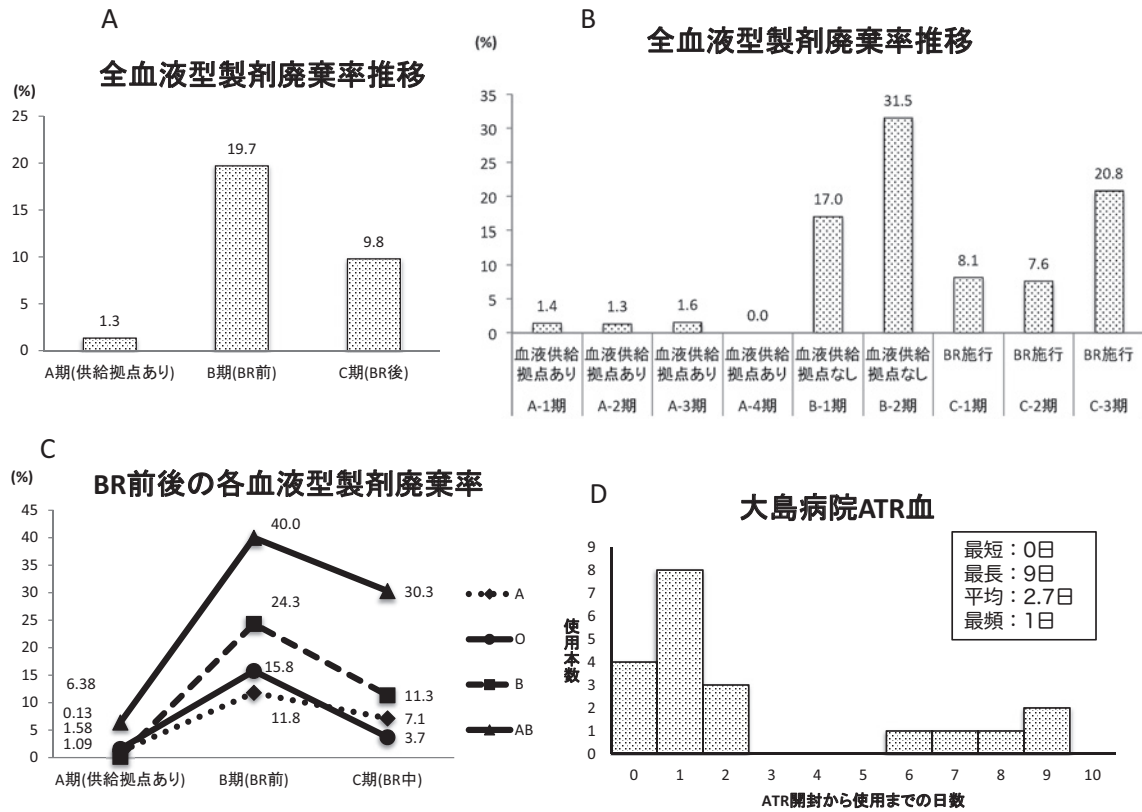 A
全血液型製剤廃棄率推移
(%)
25
20
15
10
5
0
1.3
19.7
9.8
A期(供給拠点あり)
B期(BR前)
C期(BR後)
B
全血液型製剤廃棄率推移
(%)
35
30
25
20
15
10
5
0
1.4
1.3
1.6
0.0
17.0
31.5
8.1
7.6
20.8
血液供給 血液供給 血液供給 血液供給 血液供給 血液供給 BR施行 BR施行 BR施行
拠点あり 拠点あり 拠点あり 拠点あり 拠点なし 拠点なし
A-1期 A-2期 A-3期 A-4期 B-1期 B-2期 C-1期 C-2期 C-3期
C
BR前後の各血液型製剤廃棄率
(%)
45
40
35
30
25
20
15
10
5
0
6.38
0.13
1.58
1.09
40.0
24.3
15.8
11.8
30.3
11.3
7.1
3.7
A期(供給拠点あり)
B期(BR前)
C期(BR中)
A
O
B
AB
D
大島病院ATR血
最短：0日
最長：9日
平均：2.7日
最頻：1日
使用本数
9
8
7
6
5
4
3
2
1
0
0 1 2 3 4 5 6 7 8 9 10
ATR開封から使用までの日数